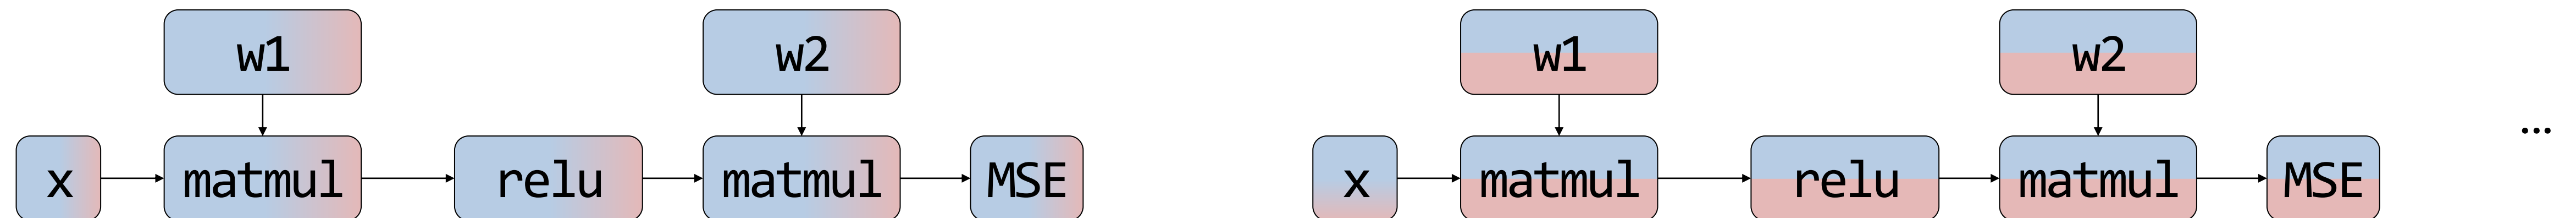 w1 w2 w1 w2
...
x matmul relu matmul MSE x matmul relu matmul MSE